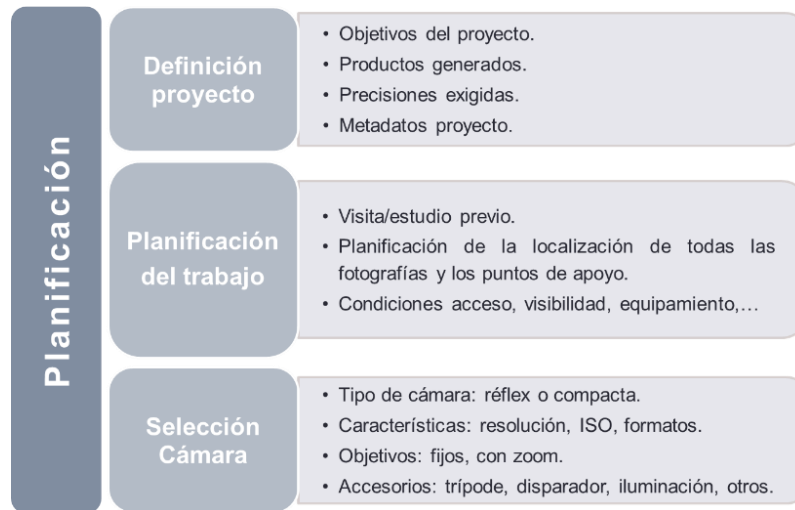 Planificación
Definición
proyecto
• Objetivos del proyecto.
• Productos generados.
• Precisiones exigidas.
• Metadatos proyecto.
Planificación
del trabajo
• Visita/estudio previo.
• Planificación de la localización de todas las
fotografías y los puntos de apoyo.
• Condiciones acceso, visibilidad, equipamiento,…
Selección
Cámara
• Tipo de cámara: réflex o compacta.
• Características: resolución, ISO, formatos.
• Objetivos: fijos, con zoom.
• Accesorios: trípode, disparador, iluminación, otros.